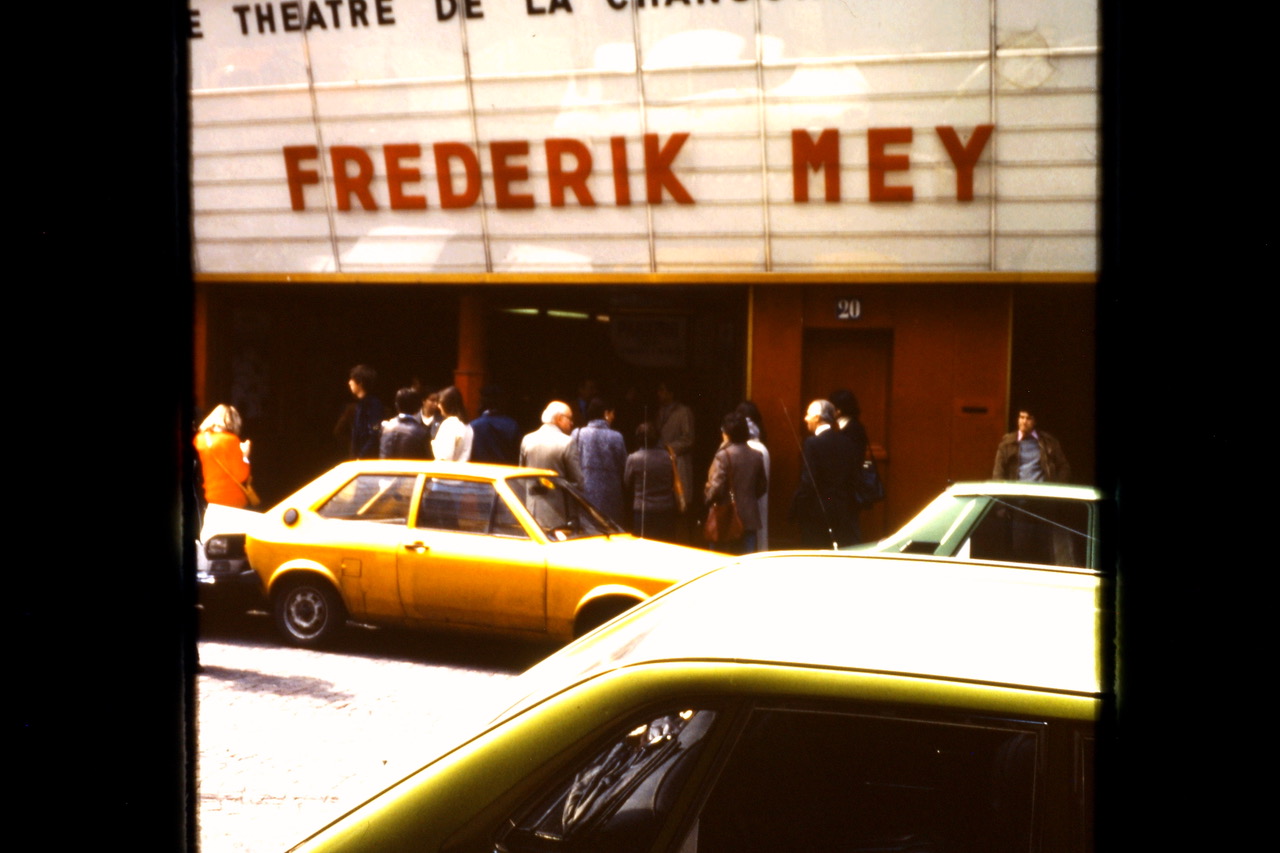 THEATRE DE LA
FREDERIK MEY
20